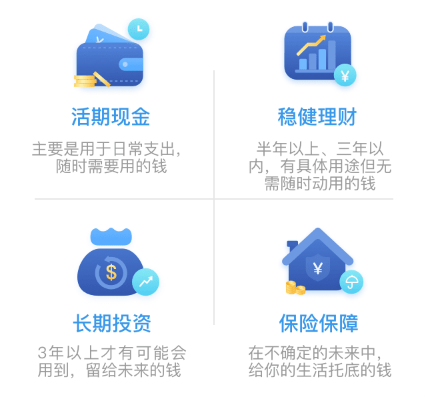 活期现金
主要是用于日常支出，
随时需要用的钱
稳健理财
半年以上、三年以
内，有具体用途但无
需随时动用的钱
长期投资
3年以上才有可能会
用到，留给未来的钱
保险保障
在不确定的未来中，
给你的生活托底的钱
¥
¥
$
¥